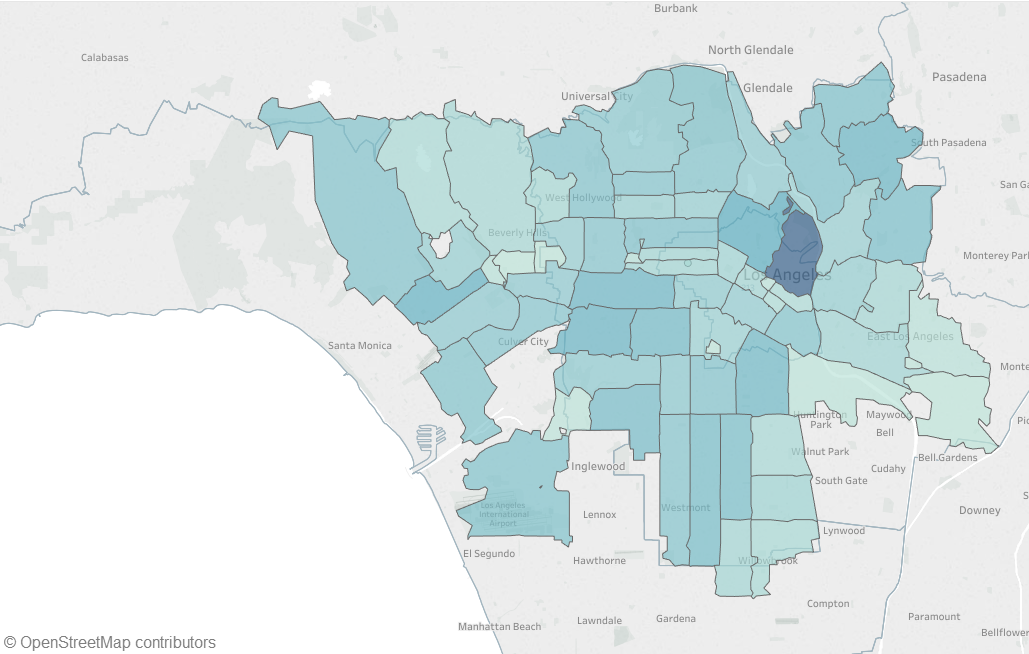 Burbank
North Glendale
Calabasas
Pasadena
Glendale
Universal City
South Pasadena
San Ga
West Hollywood
Beverly Hills
Monterey Park
Los Angeles
East Los Angeles
Culver City
Santa Monica
Monte
Huntington
Park
Maywood
Bell
Pic
Walnut Park
Bell Gardens
Inglewood
Cudahy
South Gate
S
Los Angeles
International
Airport
Westmont
Lennox
Downey
Lynwood
El Segundo
Hawthorne
Willowbrook
Compton
Lawndale
Gardena
Paramount
Manhattan Beach
Bellflower
© OpenStreetMap contributors